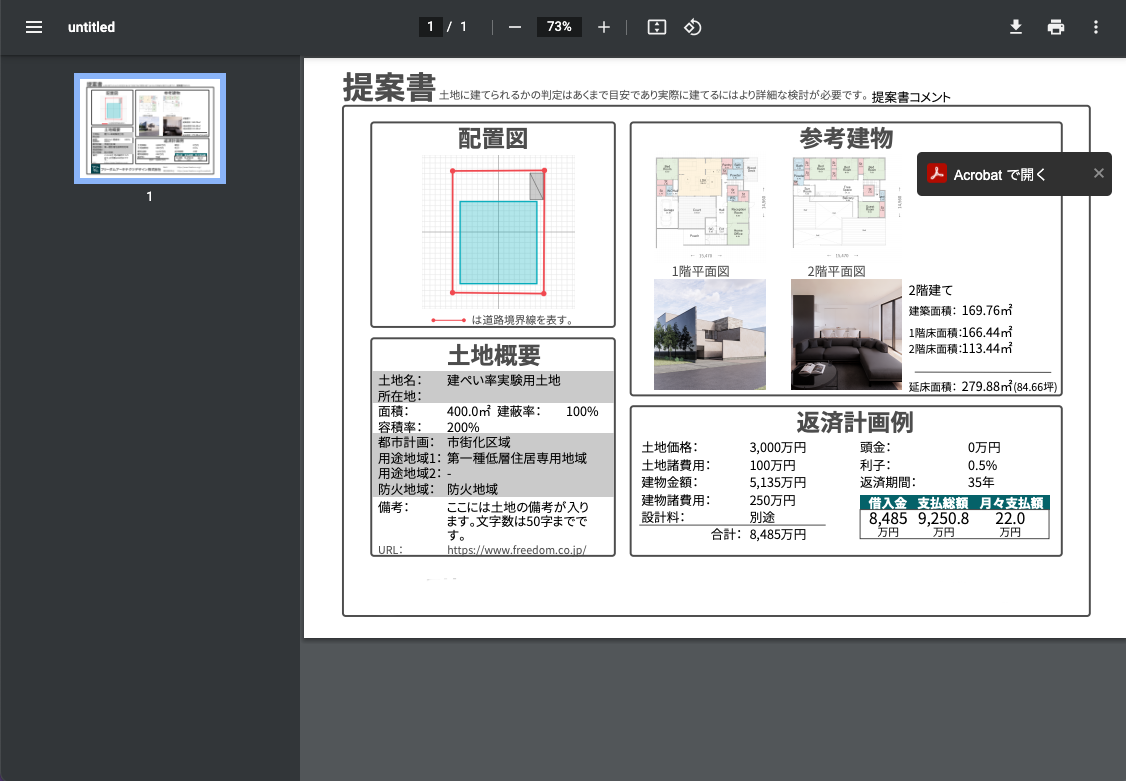 untitled
1 / 1
73%
1
Acrobat で開く
提案書
土地に建てられるかの判定はあくまで目安であり実際に建てるにはより詳細な検討が必要です。
提案書コメント
配置図
は道路境界線を表す。
土地概要
土地名: 建ぺい率実験用土地
所在地:
面積: 400.0㎡ 建蔽率: 100%
容積率: 200%
都市計画: 市街化区域
用途地域1: 第一種低層住居専用地域
用途地域2: -
防火地域: 防火地域
備考: ここには土地の備考が入り
ます。文字数は50字までで
す。
URL: https://www.freedom.co.jp/
参考建物
1階平面図
2階平面図
2階建て
建築面積: 169.76㎡
1階床面積:166.44㎡
2階床面積:113.44㎡
延床面積: 279.88㎡(84.66坪)
返済計画例
土地価格: 3,000万円
土地諸費用: 100万円
建物金額: 5,135万円
建物諸費用: 250万円
設計料: 別途
合計: 8,485万円
頭金: 0万円
利子: 0.5%
返済期間: 35年
借入金 支払総額 月々支払額
8,485 9,250.8 22.0
万円 万円 万円